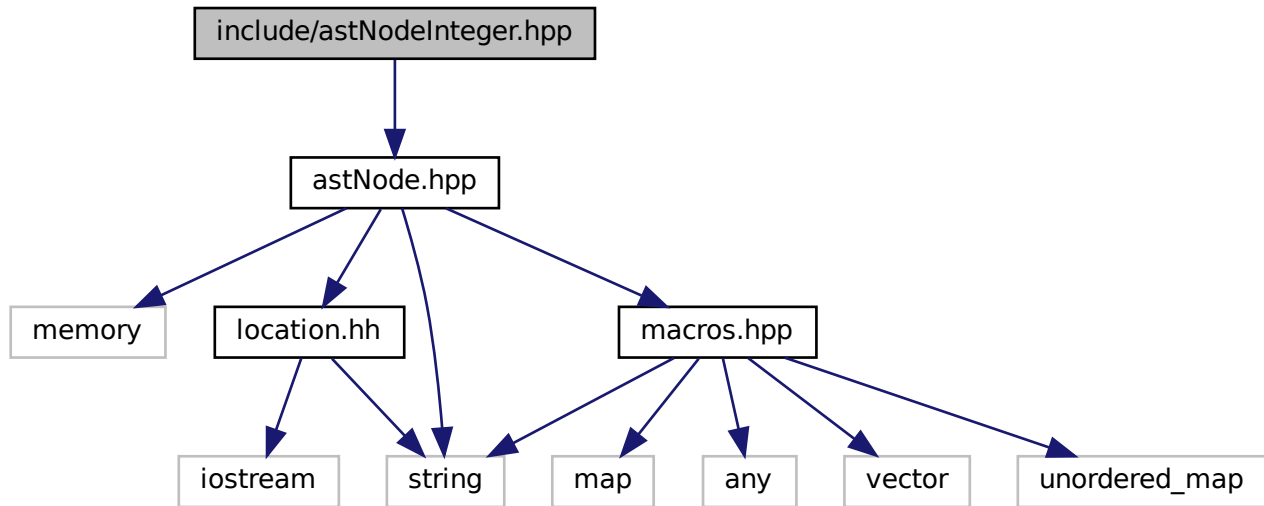 include/astNodeInteger.hpp
astNode.hpp
memory
location.hh
macros.hpp
iostream
string
map
any
vector
unordered_map